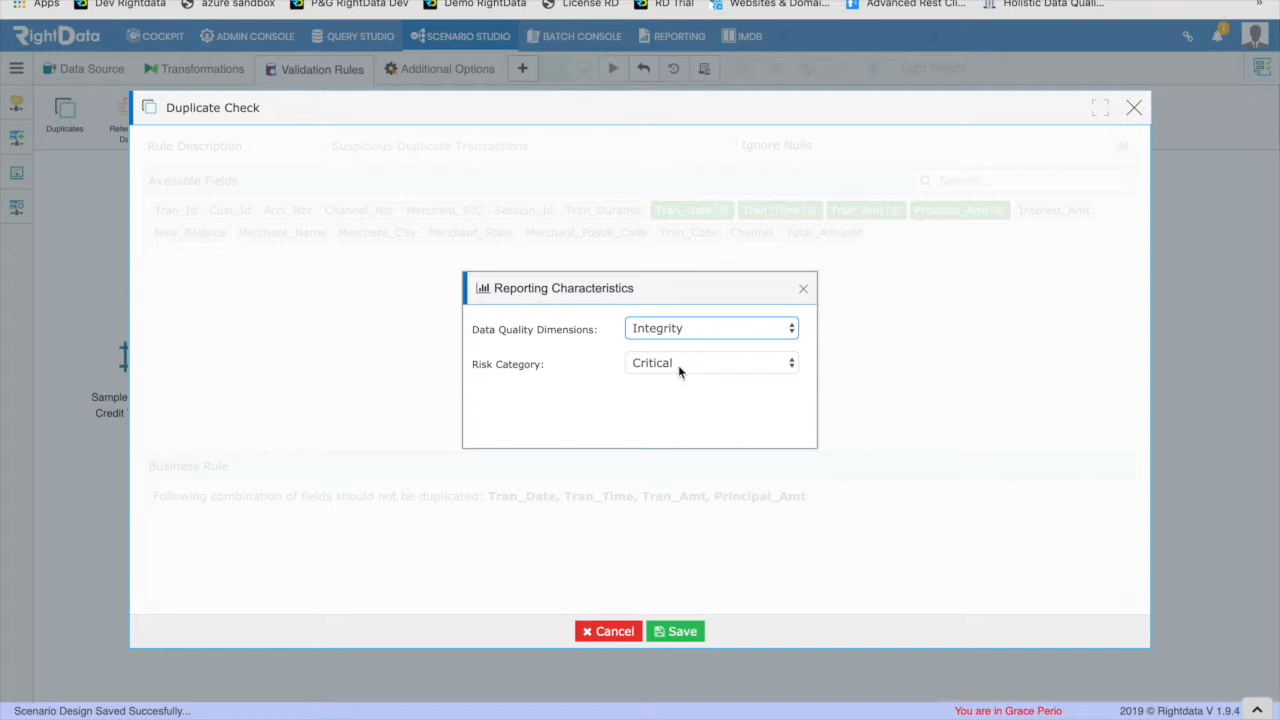 Apps Dev Rightdata azure sandbox P&G RightData Dev Demo RightData License RD RD Trial Websites & Domai... Advanced Rest Cli... Holistic Data Quali... »
RightData COCKPIT ADMIN CONSOLE QUERY STUDIO SCENARIO STUDIO BATCH CONSOLE REPORTING IMDB 1
Data Source Transformations Validation Rules Additional Options + Light Weight
Duplicate Check
Duplicates
Rule Description Suspicious Duplicate Transactions Ignore Nulls
Available Fields Search...
Tran_Id Cust_Id Acct_Nbr Channel_Nbr Merchant_SIC Session_Id Tran_Duration Tran_Date Tran_Time Tran_Amt Principal_Amt Interest_Amt
New_Balance Merchant_Name Merchant_City Merchant_State Merchant_Postal_Code Tran_Code Channel Total_Amount
Reporting Characteristics
Data Quality Dimensions: Integrity
Risk Category: Critical
Sample
Credit
Business Rule
Following combination of fields should not be duplicated: Tran_Date, Tran_Time, Tran_Amt, Principal_Amt
Cancel Save
Scenario Design Saved Succesfully... You are in Grace Perio 2019 © Rightdata V 1.9.4